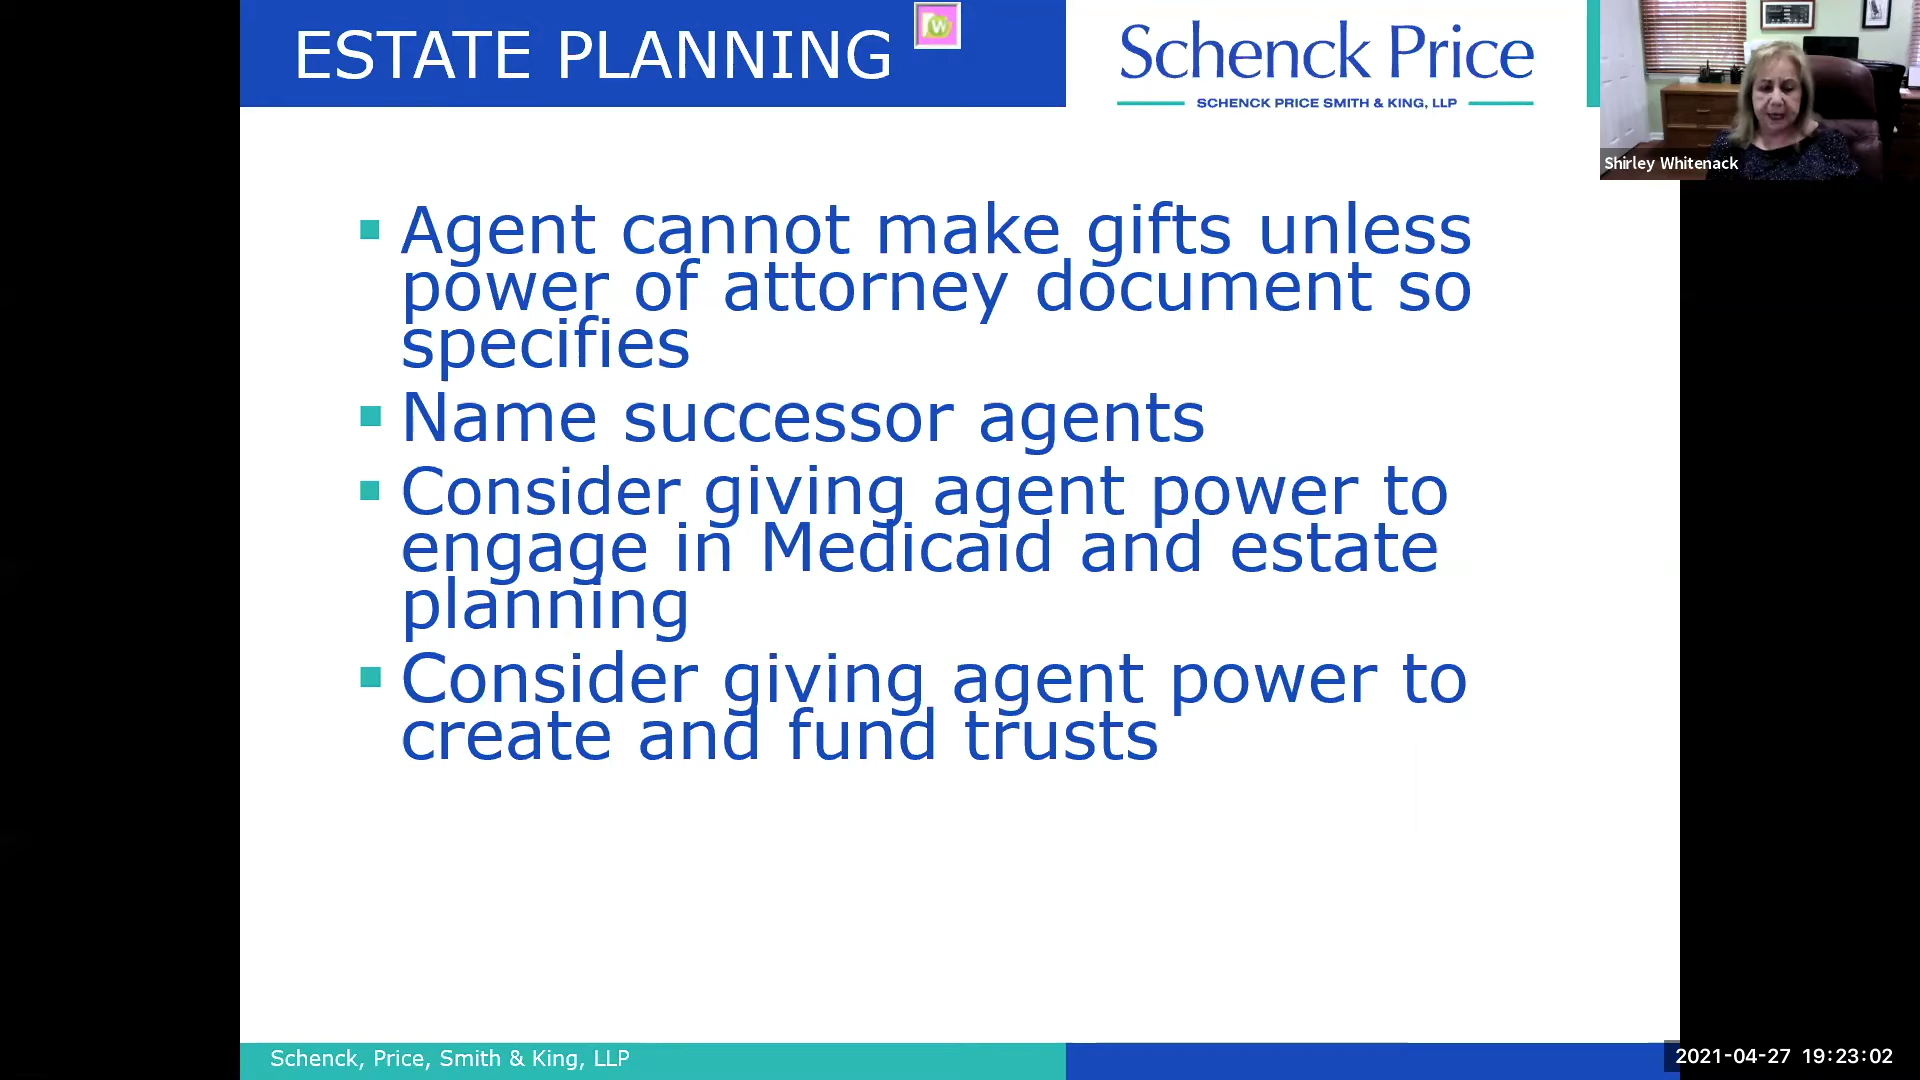 ESTATE PLANNING
W
Schenck Price
SCHENCK PRICE SMITH & KING, LLP
Shirley Whitenack
Agent cannot make gifts unless
power of attorney document so
specifies
Name successor agents
Consider giving agent power to
engage in Medicaid and estate
planning
Consider giving agent power to
create and fund trusts
Schenck, Price, Smith & King, LLP
2021-04-27 19:23:02